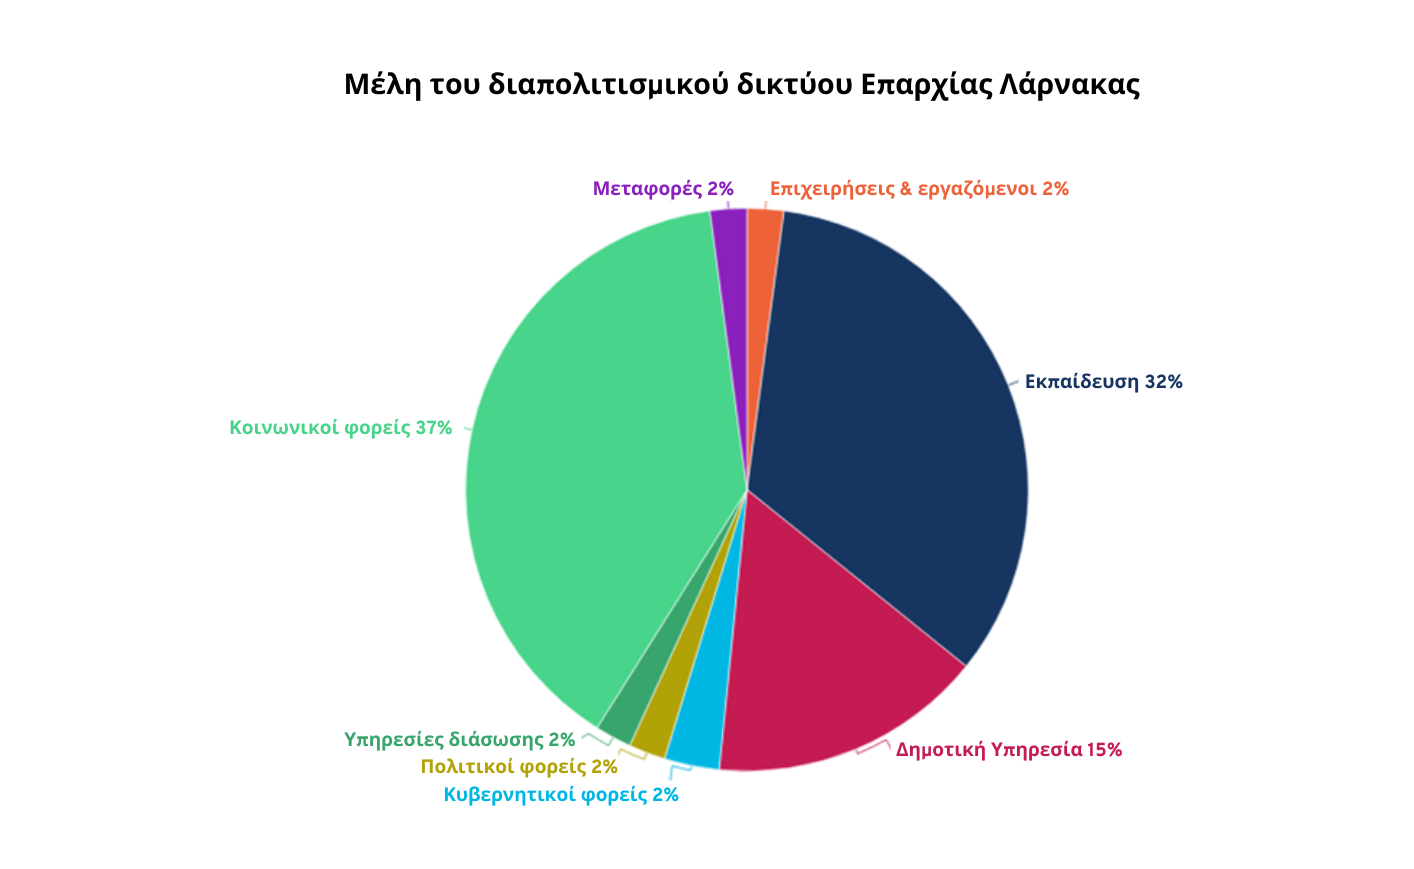 Μέλη του διαπολιτισμικού δικτύου Επαρχίας Λάρνακας
Μεταφορές 2%
Επιχειρήσεις & εργαζόμενοι 2%
Εκπαίδευση 32%
Κοινωνικοί φορείς 37%
Υπηρεσίες διάσωσης 2%
Δημοτική Υπηρεσία 15%
Πολιτικοί φορείς 2%
Κυβερνητικοί φορείς 2%